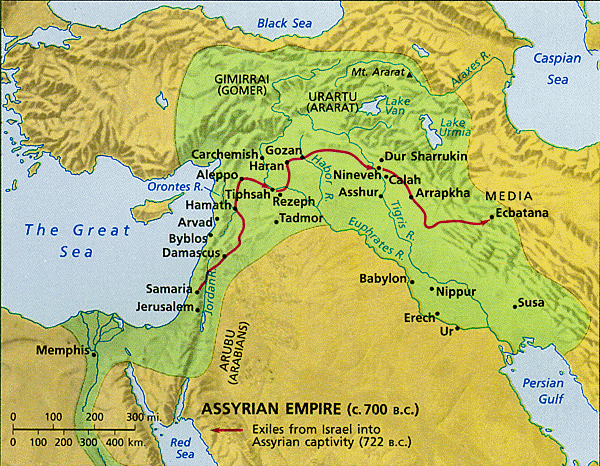 Black Sea
Caspian
Sea
GIMIRRAI
(GOMER)
Mt. Ararat
Araxes R.
URARTU
(ARARAT)
Lake
Van
Lake
Urmia
Carchemish
Gozan
Haran
Habor R.
Dur Sharrukin
Aleppo
Nineveh
Calah
Orontes R.
Tiphsah
Rezeph
Asshur
Arrapkha
MEDIA
Hamath
Ecbatana
Arvad
Tadmor
Tigris R.
The Great
Sea
Byblos
Euphrates R.
Damascus
Babylon
Nippur
Samaria
Jordan R.
Susa
Jerusalem
Erech
Ur
Memphis
ARUBU
(ARABIANS)
Persian
Gulf
ASSYRIAN EMPIRE (C. 700 B.C.)
0 100 200 300 mi.
0 100 200 300 400 km.
Exiles from Israel into
Assyrian captivity (722 B.C.)
Red
Sea